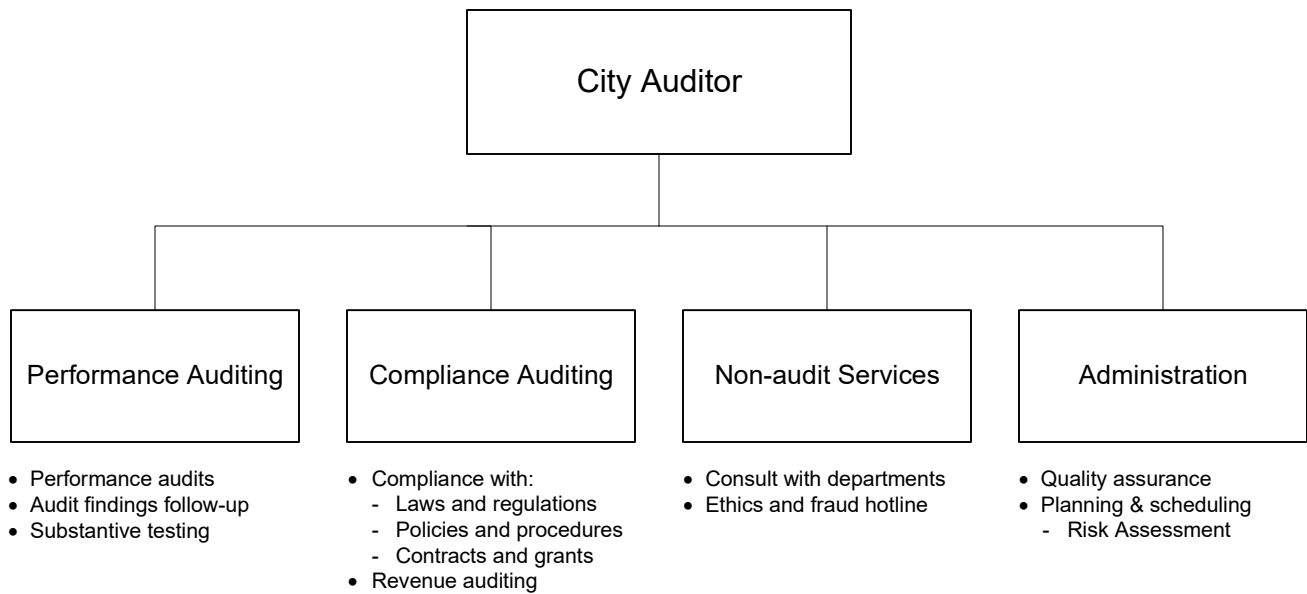 City Auditor
Performance Auditing
Compliance Auditing
Non-audit Services
Administration
• Performance audits
• Audit findings follow-up
• Substantive testing
• Compliance with:
- Laws and regulations
- Policies and procedures
- Contracts and grants
• Revenue auditing
• Consult with departments
• Ethics and fraud hotline
• Quality assurance
• Planning & scheduling
- Risk Assessment